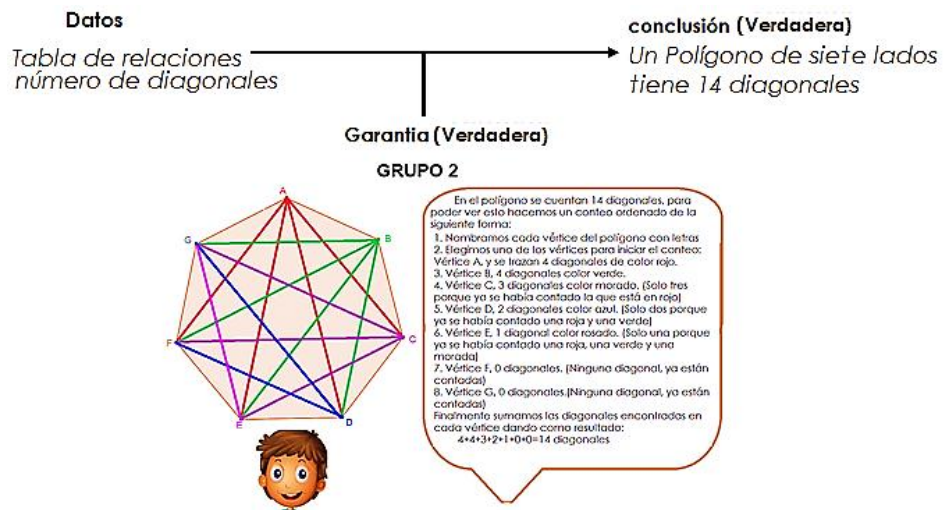 Datos
Tabla de relaciones
número de diagonales
conclusión (Verdadera)
Un Polígono de siete lados
tiene 14 diagonales
Garantia (Verdadera)
GRUPO 2
A
B
C
D
E
F
G
En el polígono se cuentan 14 diagonales, para
poder ver esto hacemos un conteo ordenado de la
siguiente forma:
1. Nombramos cada vértice del polígono con letras
2. Elegimos uno de los vértices para iniciar el conteo:
Vértice A, y se trazan 4 diagonales de color rojo.
3. Vértice B, 4 diagonales color verde.
4. Vértice C, 3 diagonales color morado. (Solo tres
porque ya se había contado la que está en rojo)
5. Vértice D, 2 diagonales color azul. (Solo dos porque
ya se había contado una roja y una verde)
6. Vértice E, 1 diagonal color rosado. (Solo una porque
ya se había contado una roja, una verde y una
morada)
7. Vértice F, 0 diagonales. (Ninguna diagonal, ya están
contadas)
8. Vértice G, 0 diagonales.(Ninguna diagonal, ya están
contadas)
Finalmente sumamos las diagonales encontradas en
cada vértice dando como resultado:
4+4+3+2+1+0+0=14 diagonales